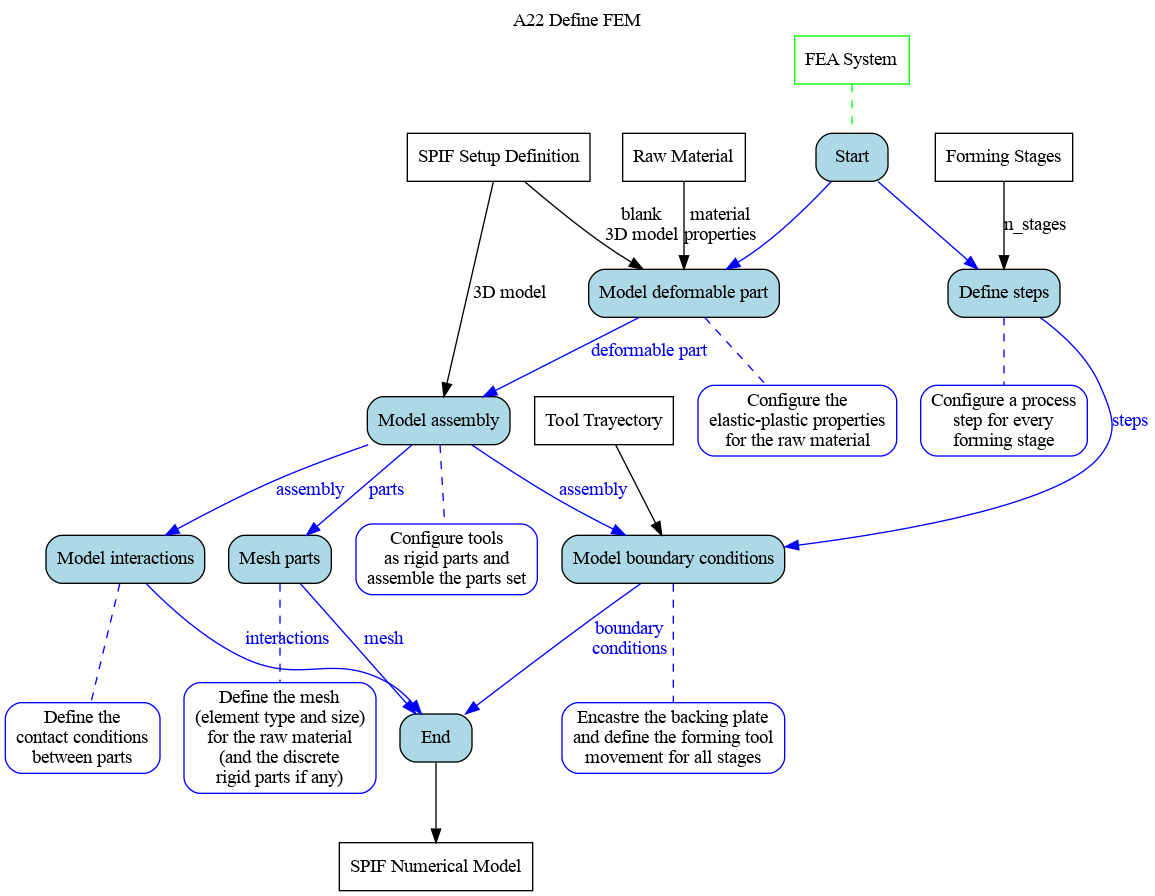 A22 Define FEM
FEA System
SPIF Setup Definition
Raw Material
Start
Forming Stages
blank
3D model
material
properties
n_stages
3D model
Model deformable part
Define steps
deformable part
Configure the
elastic-plastic properties
for the raw material
Configure a process
step for every
forming stage
steps
Model assembly
Tool Trayectory
assembly
parts
assembly
Configure tools
as rigid parts and
assemble the parts set
Model interactions
Mesh parts
Model boundary conditions
interactions
mesh
boundary
conditions
Define the
contact conditions
between parts
Define the mesh
(element type and size)
for the raw material
(and the discrete
rigid parts if any)
End
Encastre the backing plate
and define the forming tool
movement for all stages
SPIF Numerical Model